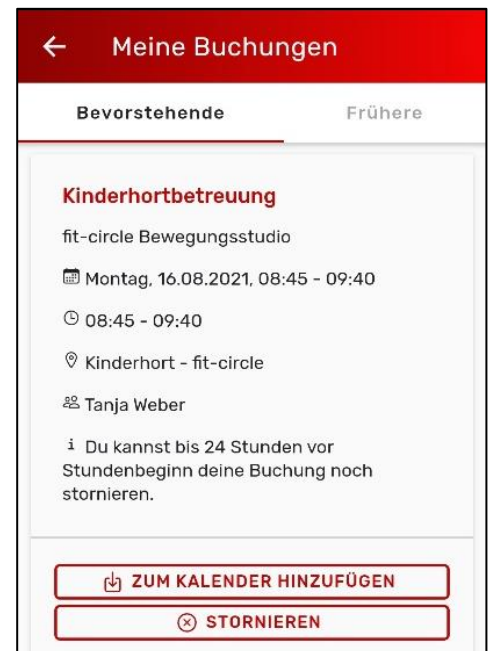 Meine Buchungen
Bevorstehende Frühere
Kinderhortbetreuung
fit-circle Bewegungsstudio
Montag, 16.08.2021, 08:45 - 09:40
08:45 - 09:40
Kinderhort - fit-circle
Tanja Weber
i Du kannst bis 24 Stunden vor
Stundenbeginn deine Buchung noch
stornieren.
ZUM KALENDER HINZUFÜGEN
STORNIEREN